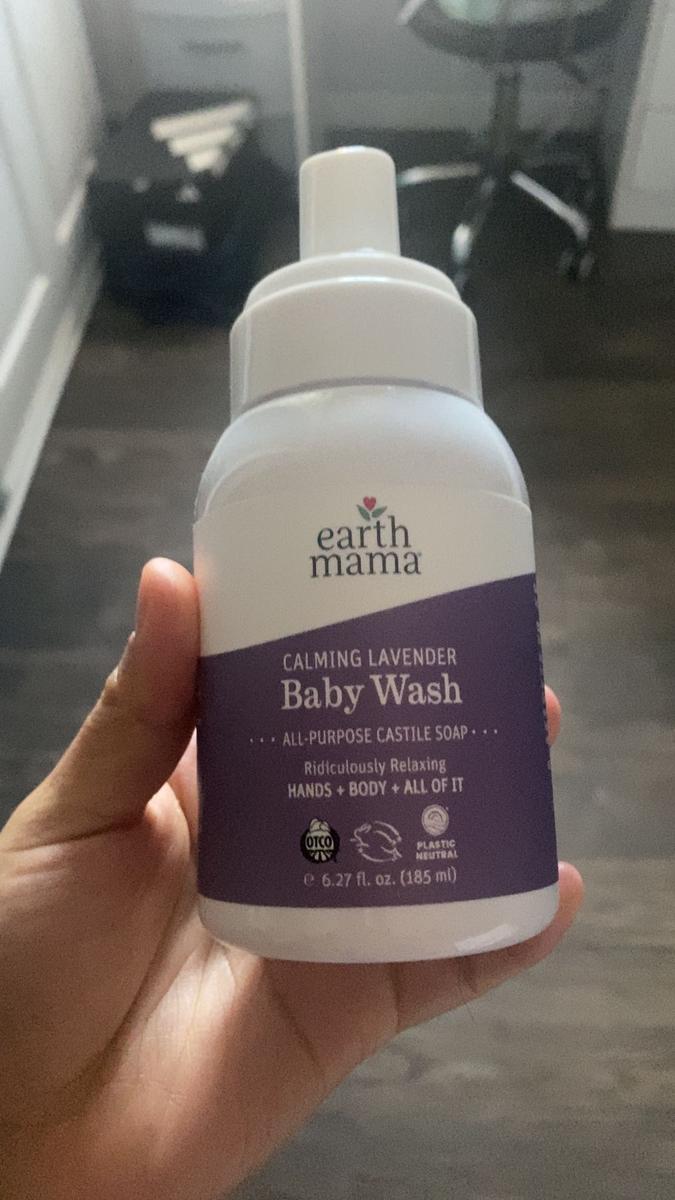 earth
mama®
CALMING LAVENDER
Baby Wash
··· ALL-PURPOSE CASTILE SOAP ···
Ridiculously Relaxing
HANDS + BODY + ALL OF IT
OTCO
PLASTIC
NEUTRAL
℮ 6.27 fl. oz. (185 ml)